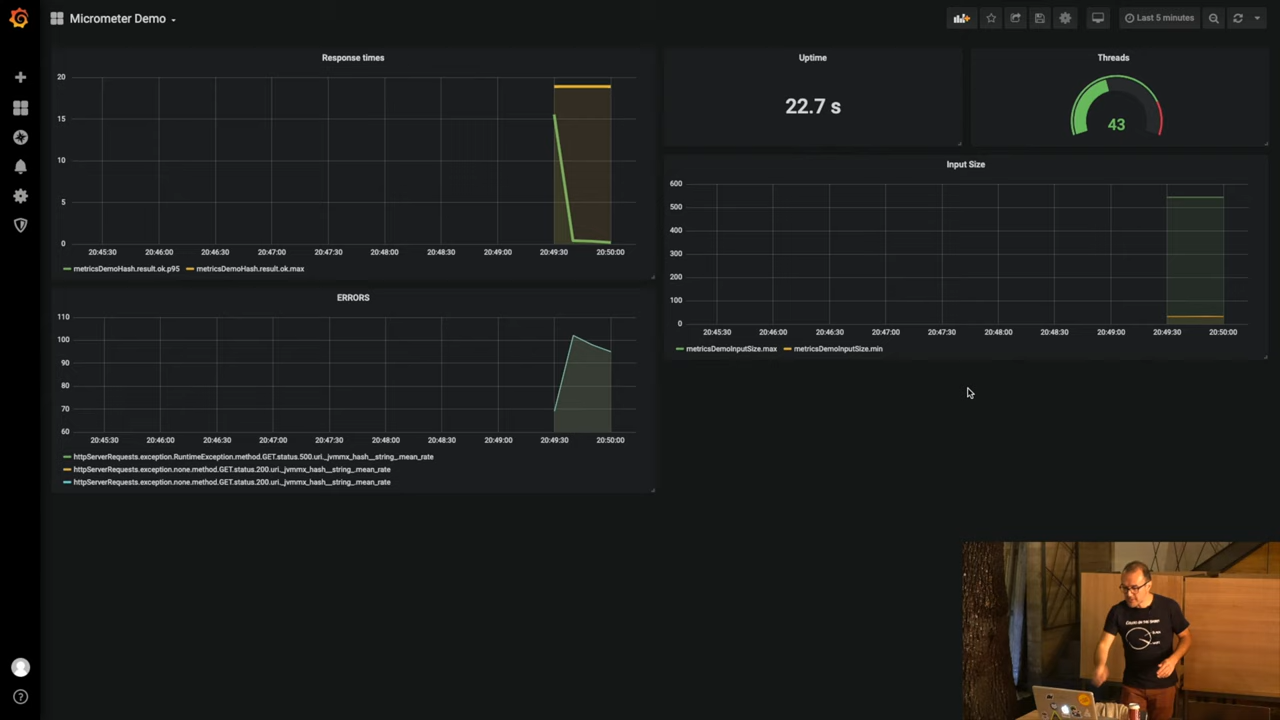 Micrometer Demo
Last 5 minutes
Response times
20
15
10
5
0
20:45:30 20:46:00 20:46:30 20:47:00 20:47:30 20:48:00 20:48:30 20:49:00 20:49:30 20:50:00
metricsDemoHash.result.ok.p95 metricsDemoHash.result.ok.max
Uptime
22.7 s
Threads
43
Input Size
600
500
400
300
200
100
0
20:45:30 20:46:00 20:46:30 20:47:00 20:47:30 20:48:00 20:48:30 20:49:00 20:49:30 20:50:00
metricsDemoInputSize.max metricsDemoInputSize.min
ERRORS
110
100
90
80
70
60
20:45:30 20:46:00 20:46:30 20:47:00 20:47:30 20:48:00 20:48:30 20:49:00 20:49:30 20:50:00
httpServerRequests.exception.RuntimeException.method.GET.status.500.uri._jvmmx_hash__string_.mean_rate
httpServerRequests.exception.none.method.GET.status.200.uri._jvmmx_hash__string_.mean_rate
httpServerRequests.exception.none.method.GET.status.200.uri._jvmmx_hash__string_.mean_rate